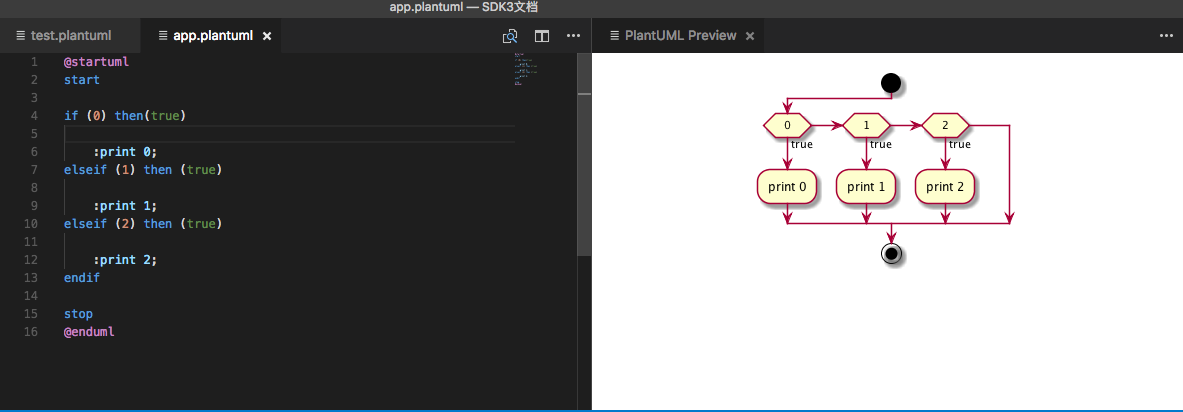 app.plantuml — SDK3文档
test.plantuml
app.plantuml
PlantUML Preview
1 @startuml
2 start
3
4 if (0) then(true)
5
6 :print 0;
7 elseif (1) then (true)
8
9 :print 1;
10 elseif (2) then (true)
11
12 :print 2;
13 endif
14
15 stop
16 @enduml
0 1 2
true true true
print 0 print 1 print 2